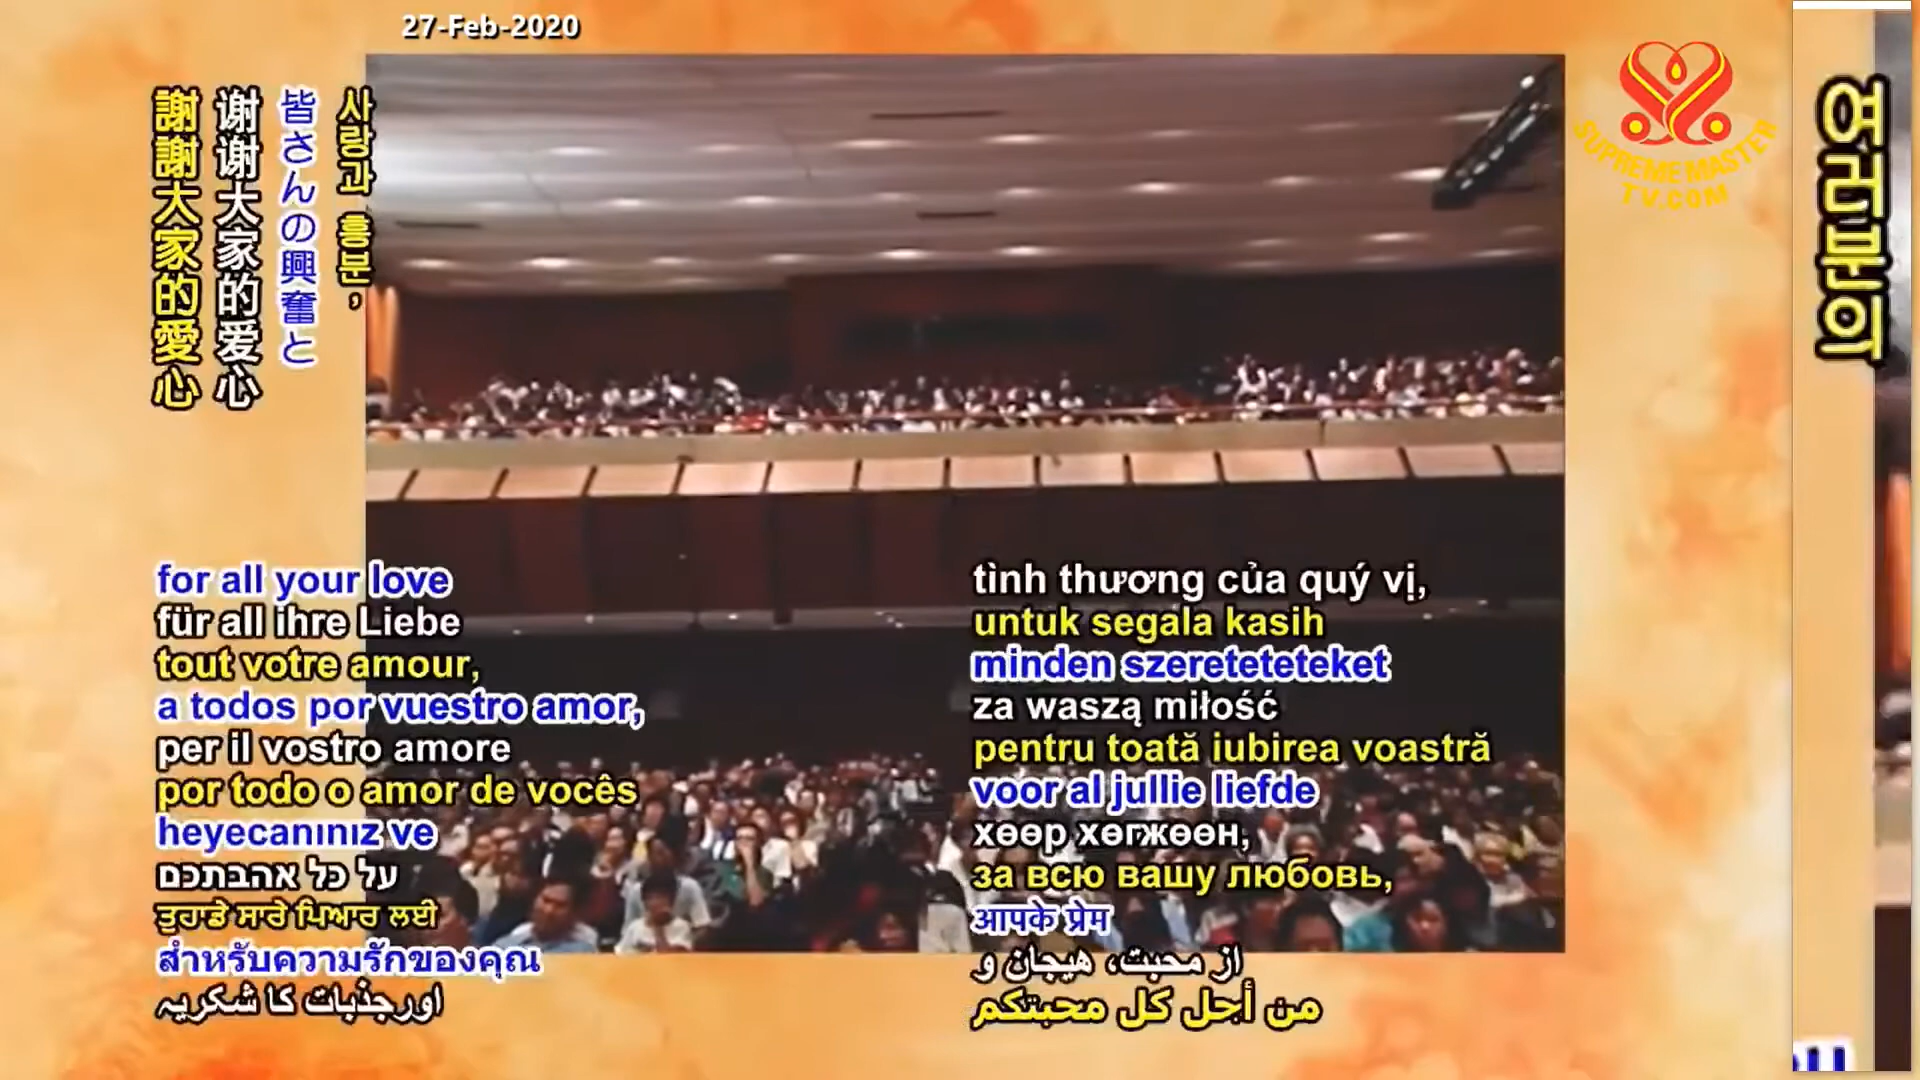 27-Feb-2020
SUPREME MASTER
TV.COM
謝謝大家的愛心
谢谢大家的爱心
皆さんの興奮と
사랑과 흥분,
for all your love
für all ihre Liebe
tout votre amour,
a todos por vuestro amor,
per il vostro amore
por todo o amor de vocês
heyecanınız ve
על כל אהבתכם
ਤੁਹਾਡੇ ਸਾਰੇ ਪਿਆਰ ਲਈ
สำหรับความรักของคุณ
اورجذبات کا شکریہ
tình thương của quý vị,
untuk segala kasih
minden szereteteteket
za waszą miłość
pentru toată iubirea voastră
voor al jullie liefde
хөөр хөгжөөн,
за всю вашу любовь,
आपके प्रेम
از محبت، هیجان و
من أجل كل محبتكم